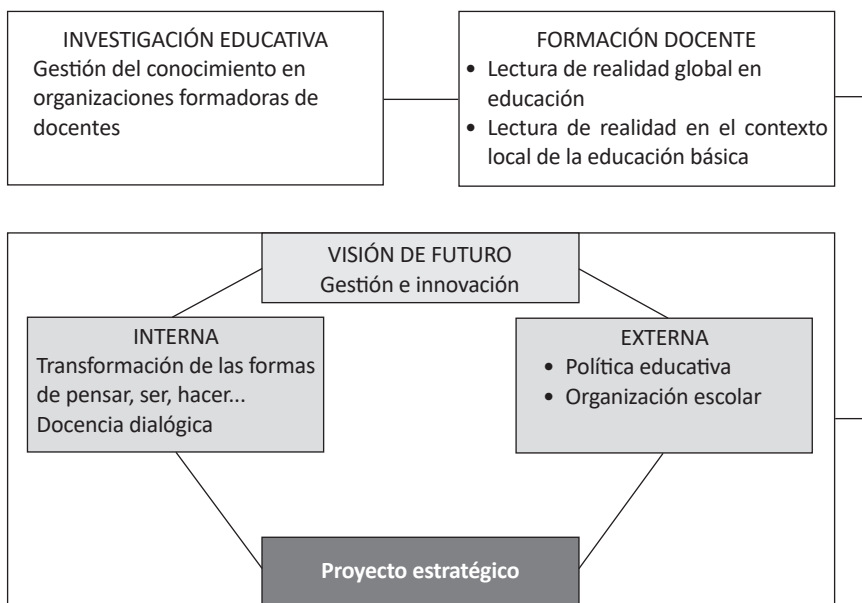 INVESTIGACIÓN EDUCATIVA
Gestión del conocimiento en
organizaciones formadoras de
docentes
FORMACIÓN DOCENTE
• Lectura de realidad global en
educación
• Lectura de realidad en el contexto
local de la educación básica
VISIÓN DE FUTURO
Gestión e innovación
INTERNA
Transformación de las formas
de pensar, ser, hacer...
Docencia dialógica
EXTERNA
• Política educativa
• Organización escolar
Proyecto estratégico